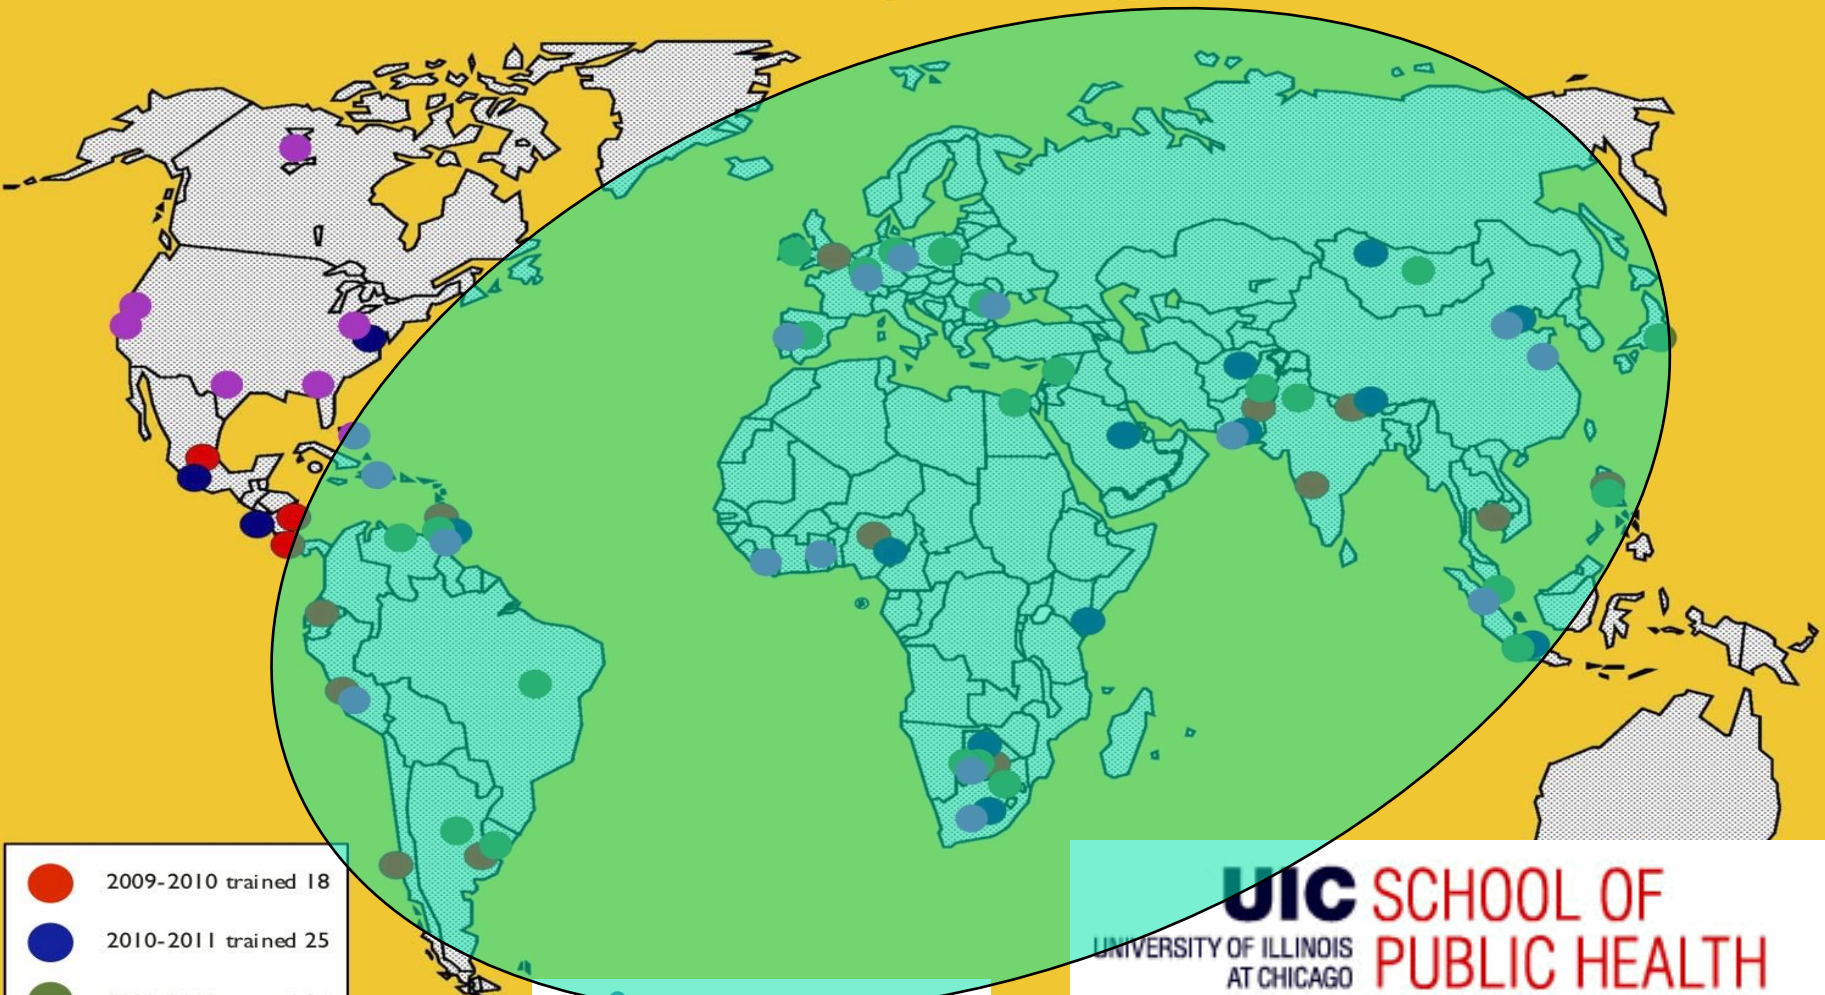 2009-2010 trained 18
2010-2011 trained 25
UIC
UNIVERSITY OF ILLINOIS
AT CHICAGO
SCHOOL OF
PUBLIC HEALTH